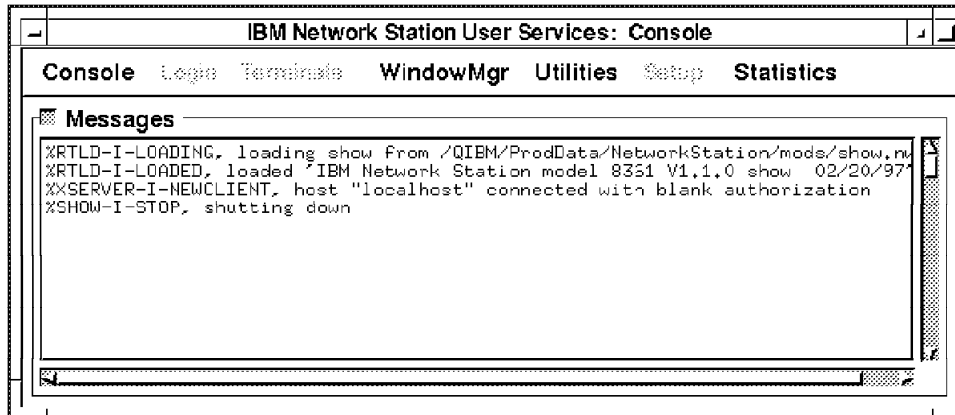 IBM Network Station User Services: Console
Console Login Terminals WindowMgr Utilities Setup Statistics
Messages
%RTLD-I-LOADING, loading show from /QIBM/ProdData/NetworkStation/mods/show.nw
%RTLD-I-LOADED, loaded 'IBM Network Station model 8361 V1.1.0 show 02/20/97'
%XSERVER-I-NEWCLIENT, host "localhost" connected with blank authorization
%SHOW-I-STOP, shutting down